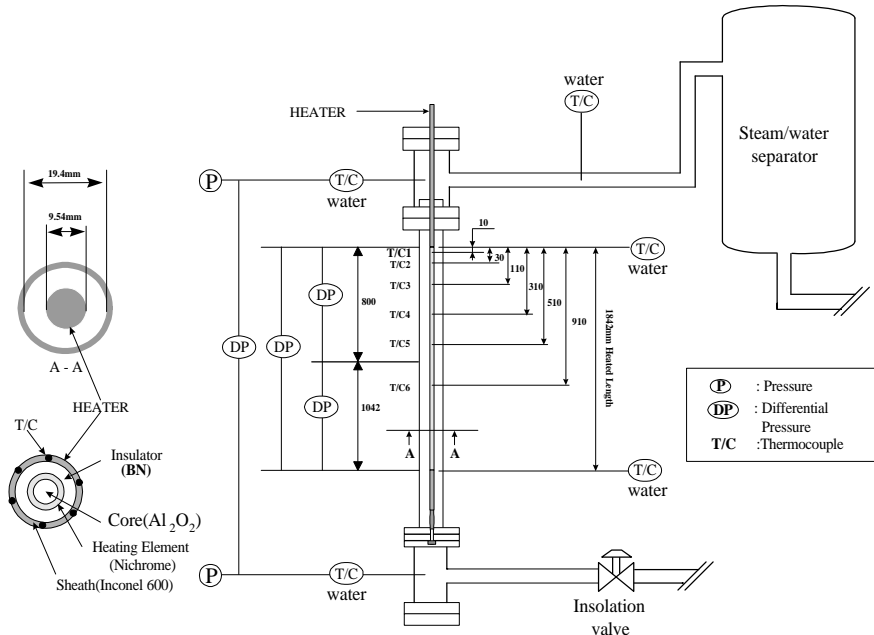 water
T/C
HEATER
Steam/water
separator
19.4mm
P
T/C
water
9.54mm
10
T/C1
T/C
water
T/C2
30
T/C3
110
DP
800
310
T/C4
510
910
1842mm Heated Length
DP
DP
T/C5
A - A
T/C6
P
: Pressure
DP
: Differential
Pressure
T/C
:Thermocouple
HEATER
DP
1042
T/C
A
A
Insulator
(BN)
T/C
water
Core(Al2O2)
Heating Element
(Nichrome)
Sheath(Inconel 600)
P
T/C
water
Insolation
valve